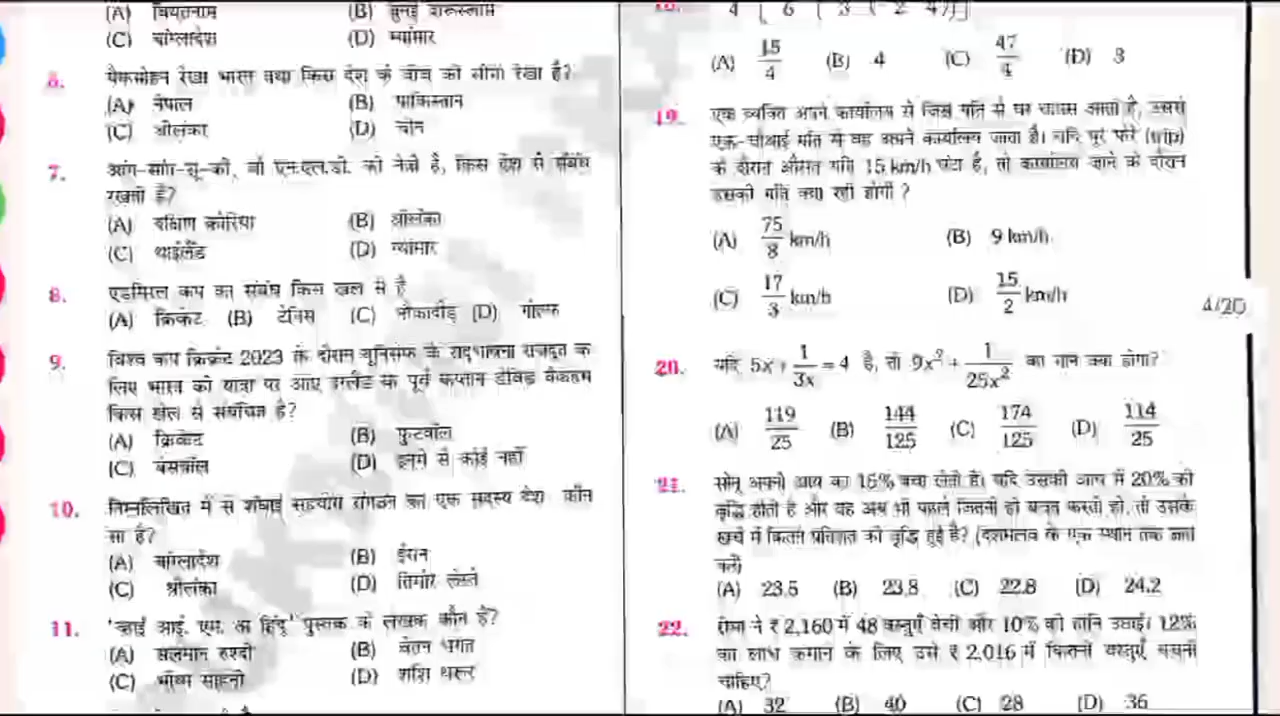 (A) वियतनाम (B) ब्रुनेई दारुस्लाम
(C) बांग्लादेश (D) म्यांमार
6. मैकमोहन रेखा भारत तथा किस देश के बीच की सीमा रेखा है?
(A) नेपाल (B) पाकिस्तान
(C) श्रीलंका (D) चीन
7. आंग-सांग-सू-की, जो एन.एल.डी. की नेत्री है, किस देश से संबंध
रखती हैं?
(A) दक्षिण कोरिया (B) श्रीलंका
(C) थाईलैंड (D) म्यांमार
8. एडमिरल कप का संबंध किस खेल से है
(A) क्रिकेट (B) टेनिस (C) नौकादौड़ (D) गोल्फ
9. विश्व कप क्रिकेट 2023 के दौरान यूनिसेफ के सद्भावना राजदूत के
लिए भारत की यात्रा पर आए इंग्लैंड के पूर्व कप्तान डेविड बेकहम
किस खेल से संबंधित है?
(A) क्रिकेट (B) फुटबॉल
(C) बेसबॉल (D) इनमें से कोई नहीं
10. निम्नलिखित में से शंघाई सहयोग संगठन का एक सदस्य देश कौन
सा है?
(A) बांग्लादेश (B) ईरान
(C) श्रीलंका (D) तिमोर लेस्ते
11. 'व्हाई आई. एम. अ हिंदू' पुस्तक के लेखक कौन है?
(A) सलमान रुश्दी (B) चेतन भगत
(C) भीष्म साहनी (D) शशि थरूर
(A) 15/4 (B) 4 (C) 47/4 (D) 3
19. एक व्यक्ति अपने कार्यालय से जिस गति से घर वापस आता है, उससे
एक-चौथाई गति में वह अपने कार्यालय जाता है। यदि पूरे फेरे (trip)
के दौरान औसत गति 15 km/h घंटा है, तो कार्यालय जाने के दौरान
उसकी गति क्या रही होगी ?
(A) 75/8 km/h (B) 9 km/h
(C) 17/3 km/h (D) 15/2 km/h
4/20
20. यदि 5x + 1/3x = 4 है, तो 9x² + 1/25x² का मान क्या होगा?
(A) 119/25 (B) 144/125 (C) 174/125 (D) 114/25
21. सोनू अपनी आय का 15% बचा लेती है। यदि उसकी आय में 20% की
वृद्धि होती है और वह अब भी पहले जितनी ही बचत करती हो, तो उसके
खर्च में कितने प्रतिशत की वृद्धि हुई है? (दशमलव के एक स्थान तक ज्ञात
करें)
(A) 23.5 (B) 23.8 (C) 22.8 (D) 24.2
22. ने ₹ 2,160 में 48 वस्तुएँ बेची और 10% की हानि उठाई। 12%
का लाभ कमाने के लिए उसे ₹ 2,016 में कितनी वस्तुएँ बेचनी
चाहिए?
(A) 32 (B) 40 (C) 28 (D) 36